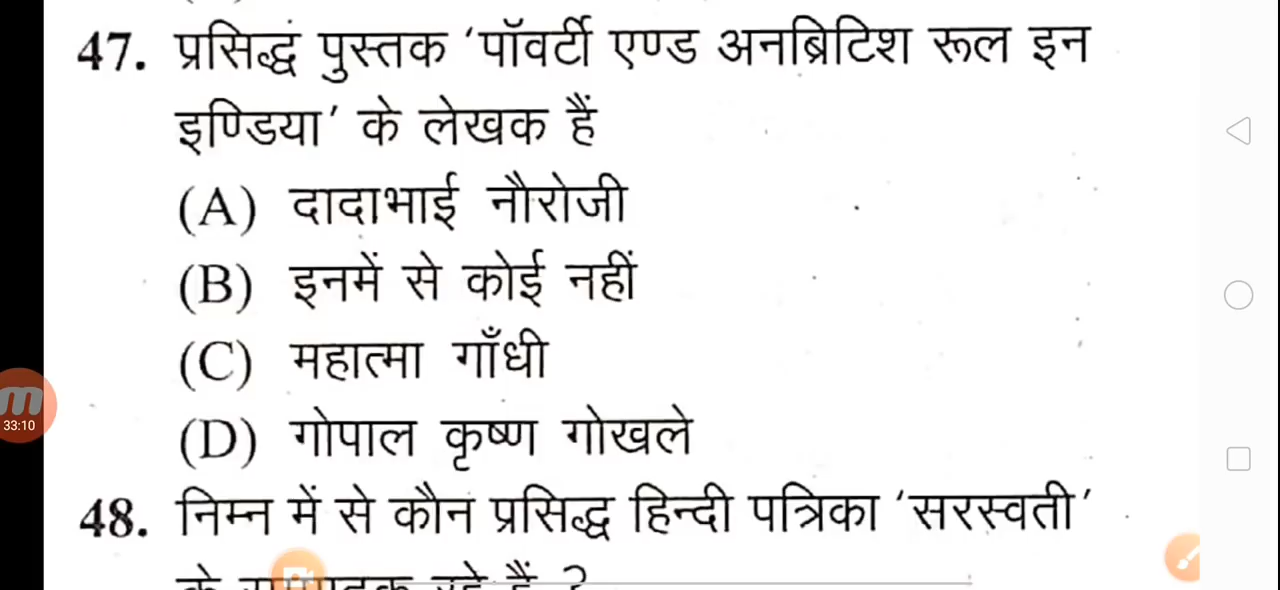 47. प्रसिद्धं पुस्तक 'पॉवर्टी एण्ड अनब्रिटिश रूल इन
इण्डिया' के लेखक हैं
(A) दादाभाई नौरोजी
(B) इनमें से कोई नहीं
(C) महात्मा गाँधी
(D) गोपाल कृष्ण गोखले
48. निम्न में से कौन प्रसिद्ध हिन्दी पत्रिका 'सरस्वती'
के रहे हैं ?
33:10